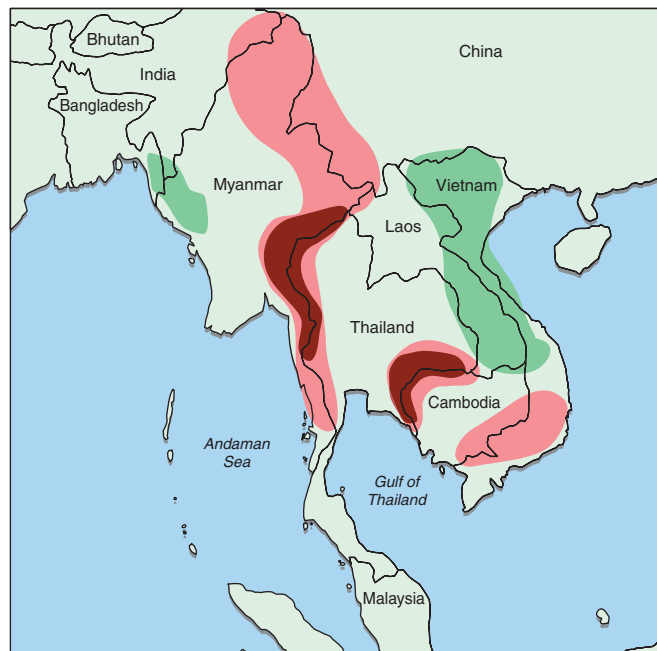 Bhutan
China
India
Bangladesh
Myanmar
Vietnam
Laos
Thailand
Cambodia
Andaman
Sea
Gulf of
Thailand
Malaysia